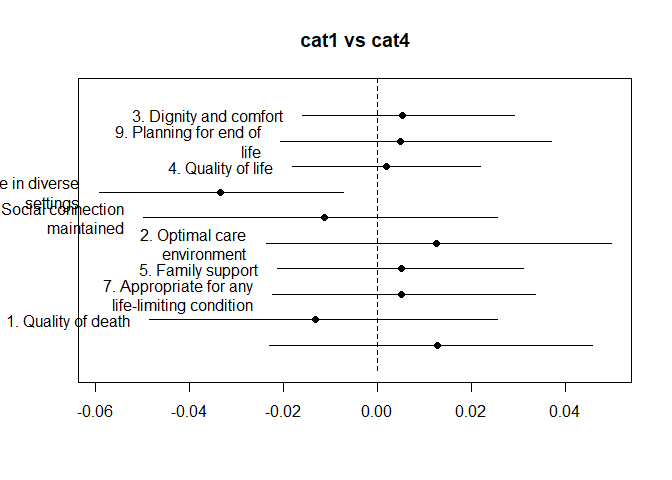 cat1 vs cat4
3. Dignity and comfort
9. Planning for end of
life
4. Quality of life
e in diverse
settings
Social connection
maintained
2. Optimal care
environment
5. Family support
7. Appropriate for any
life-limiting condition
1. Quality of death
-0.06 -0.04 -0.02 0.00 0.02 0.04